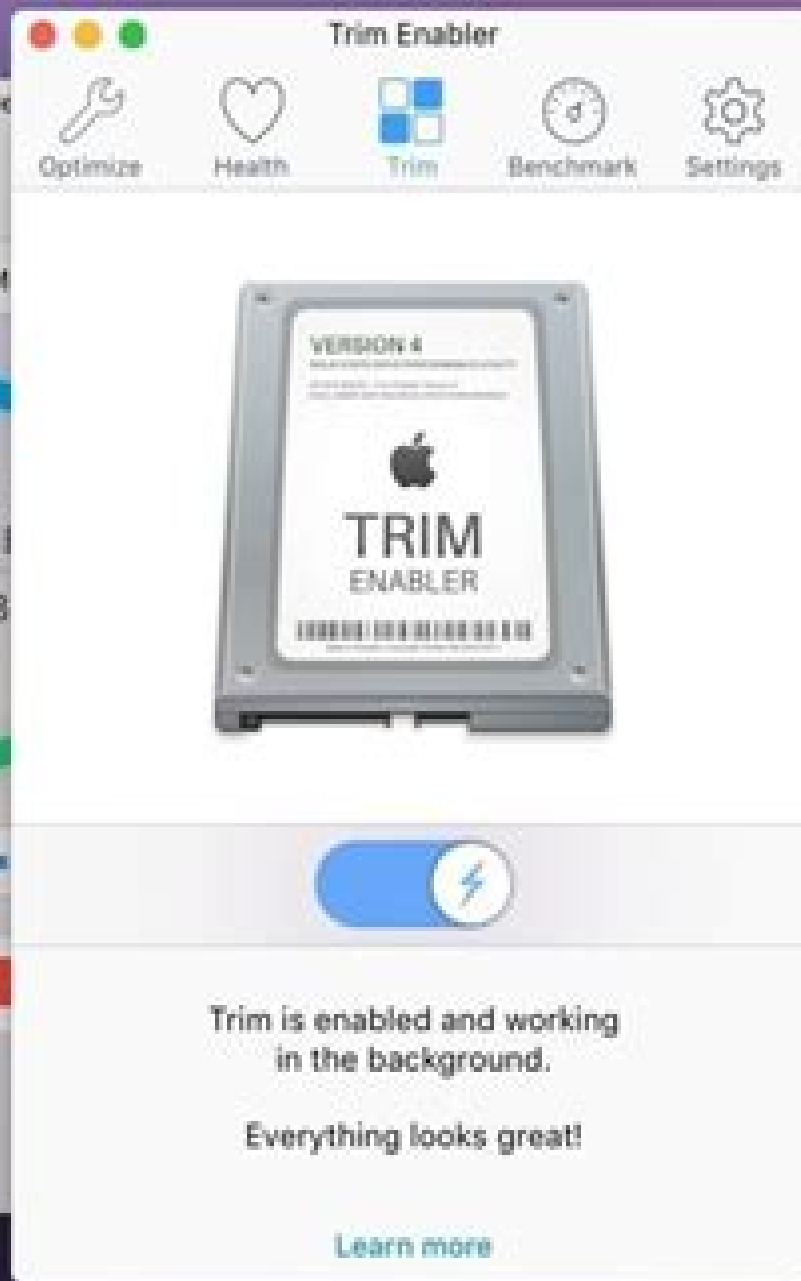 Trim Enabler
Optimize
Health
Trim
Benchmark
Settings
VERSION 4
TRIM
ENABLER
Trim is enabled and working
in the background.
Everything looks great!
Learn more